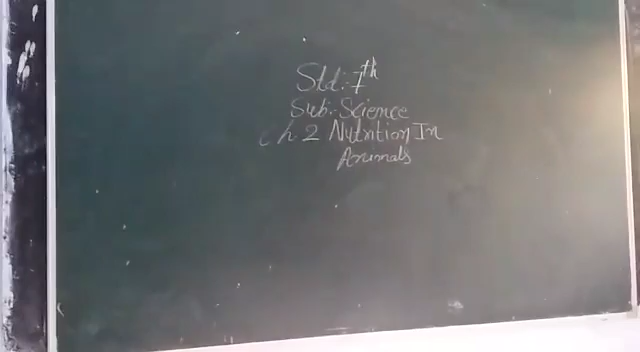 Std:-7th
Sub:-Science
Ch 2 Nutrition In
Animals